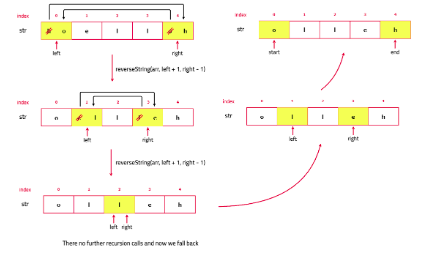 index 0 1 2 3 4
str o e l l h
left right
reverseString(arr, left + 1, right - 1)
index 0 1 2 3 4
str o l l e h
left right
reverseString(arr, left + 1, right - 1)
index 0 1 2 3 4
str o l l e h
left right
There no further recursion calls and now we fall back
index 0 1 2 3 4
str o l l e h
start end
index 0 1 2 3 4
str o l l e h
left right